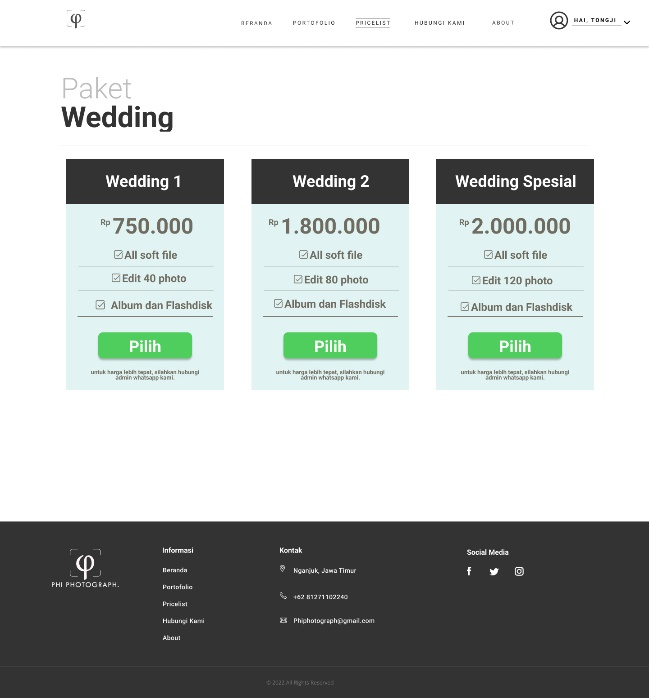 φ
BERANDA PORTOFOLIO PRICELIST HUBUNGI KAMI ABOUT HAI, TONGJI
Paket
Wedding
Wedding 1
Rp 750.000
All soft file
Edit 40 photo
Album dan Flashdisk
Pilih
untuk harga lebih tepat, silahkan hubungi
admin whatsapp kami.
Wedding 2
Rp 1.800.000
All soft file
Edit 80 photo
Album dan Flashdisk
Pilih
untuk harga lebih tepat, silahkan hubungi
admin whatsapp kami.
Wedding Spesial
Rp 2.000.000
All soft file
Edit 120 photo
Album dan Flashdisk
Pilih
untuk harga lebih tepat, silahkan hubungi
admin whatsapp kami.
φ
PHI PHOTOGRAPH.
Informasi
Beranda
Portofolio
Pricelist
Hubungi Kami
About
Kontak
Nganjuk, Jawa Timur
+62 81271102240
Phiphotograph@gmail.com
Social Media
© 2022 All Rights Reserved